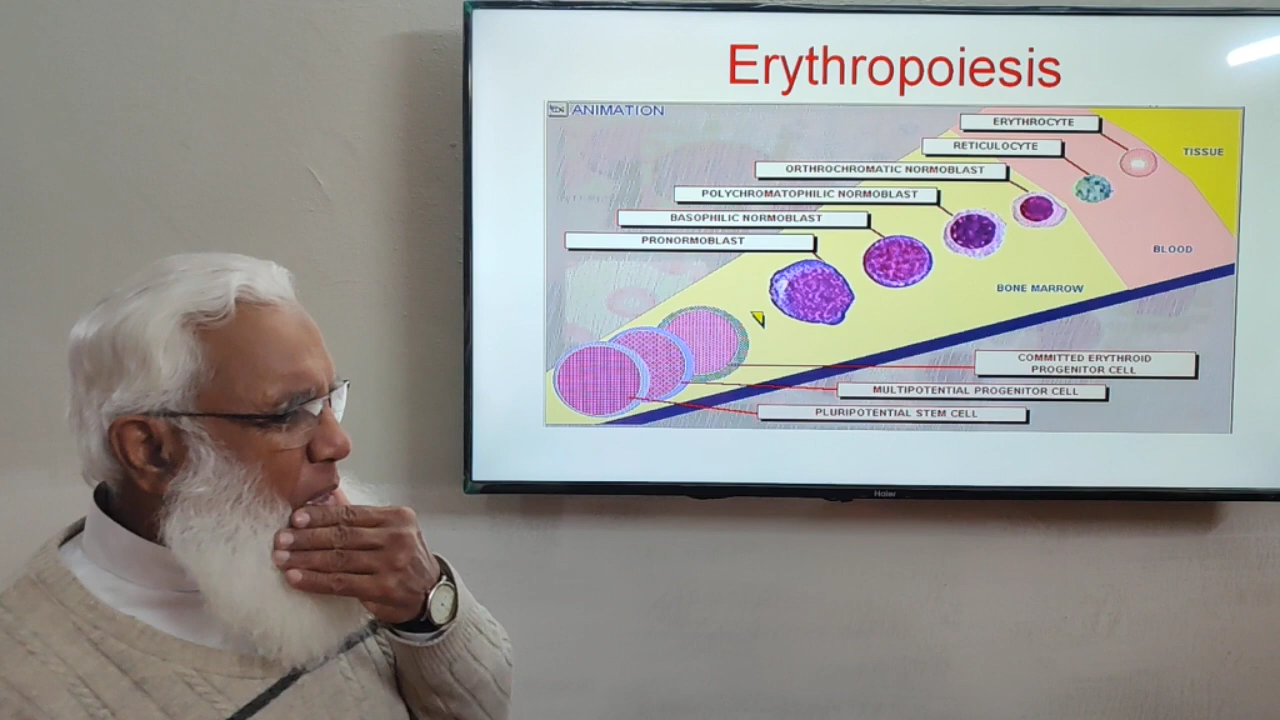 Erythropoiesis
ANIMATION
ERYTHROCYTE
TISSUE
RETICULOCYTE
ORTHROCHROMATIC NORMOBLAST
POLYCHROMATOPHILIC NORMOBLAST
BASOPHILIC NORMOBLAST
PRONORMOBLAST
BLOOD
BONE MARROW
COMMITTED ERYTHROID
PROGENITOR CELL
MULTIPOTENTIAL PROGENITOR CELL
PLURIPOTENTIAL STEM CELL
Haier